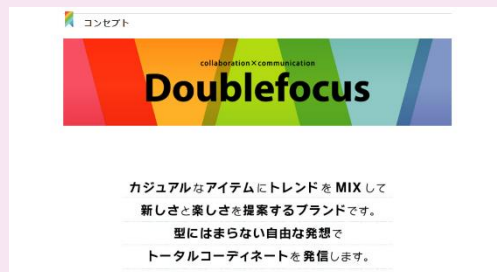 コンセプト
collaboration×communication
Doublefocus
カジュアルなアイテムにトレンドをMIXして
新しさと楽しさを提案するブランドです。
型にはまらない自由な発想で
トータルコーディネートを発信します。